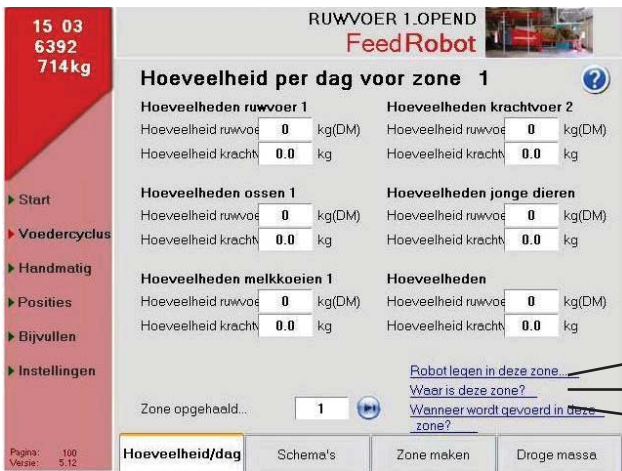 15 03
6392
714kg
RUWVOER 1.OPEND
FeedRobot
Hoeveelheid per dag voor zone 1
?
Hoeveelheden ruwvoer 1
Hoeveelheden krachtvoer 2
Hoeveelheid ruwvoe 0 kg(DM)
Hoeveelheid ruwvoe 0 kg(DM)
Hoeveelheid kracht 0.0 kg
Hoeveelheid kracht 0.0 kg
Hoeveelheden ossen 1
Hoeveelheden jonge dieren
Hoeveelheid ruwvoe 0 kg(DM)
Hoeveelheid ruwvoe 0 kg(DM)
Hoeveelheid kracht 0.0 kg
Hoeveelheid kracht 0.0 kg
Hoeveelheden melkkoeien 1
Hoeveelheden
Hoeveelheid ruwvoe 0 kg(DM)
Hoeveelheid ruwvoe 0 kg(DM)
Hoeveelheid kracht 0.0 kg
Hoeveelheid kracht 0.0 kg
Start
Voedercyclus
Handmatig
Posities
Bijvullen
Instellingen
Robot legen in deze zone...
Waar is deze zone?
Wanneer wordt gevoerd in deze
zone?
Zone opgehaald... 1
Pagina: 100
Versie: 5.12
Hoeveelheid/dag
Schema's
Zone maken
Droge massa